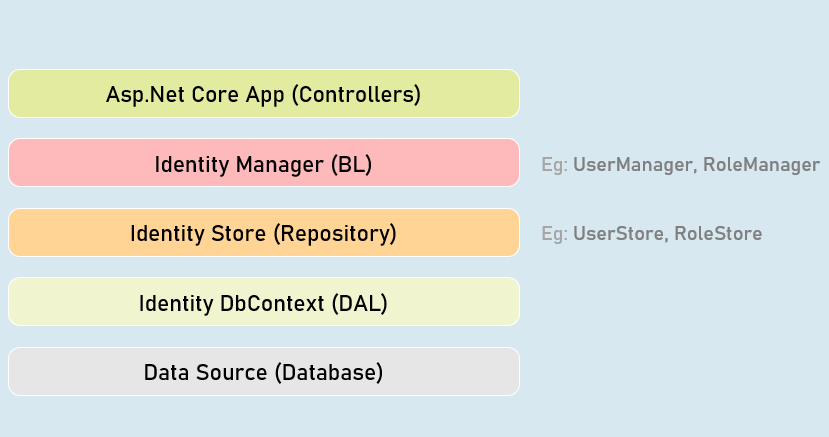 Asp.Net Core App (Controllers)
Identity Manager (BL)
Eg: UserManager, RoleManager
Identity Store (Repository)
Eg: UserStore, RoleStore
Identity DbContext (DAL)
Data Source (Database)